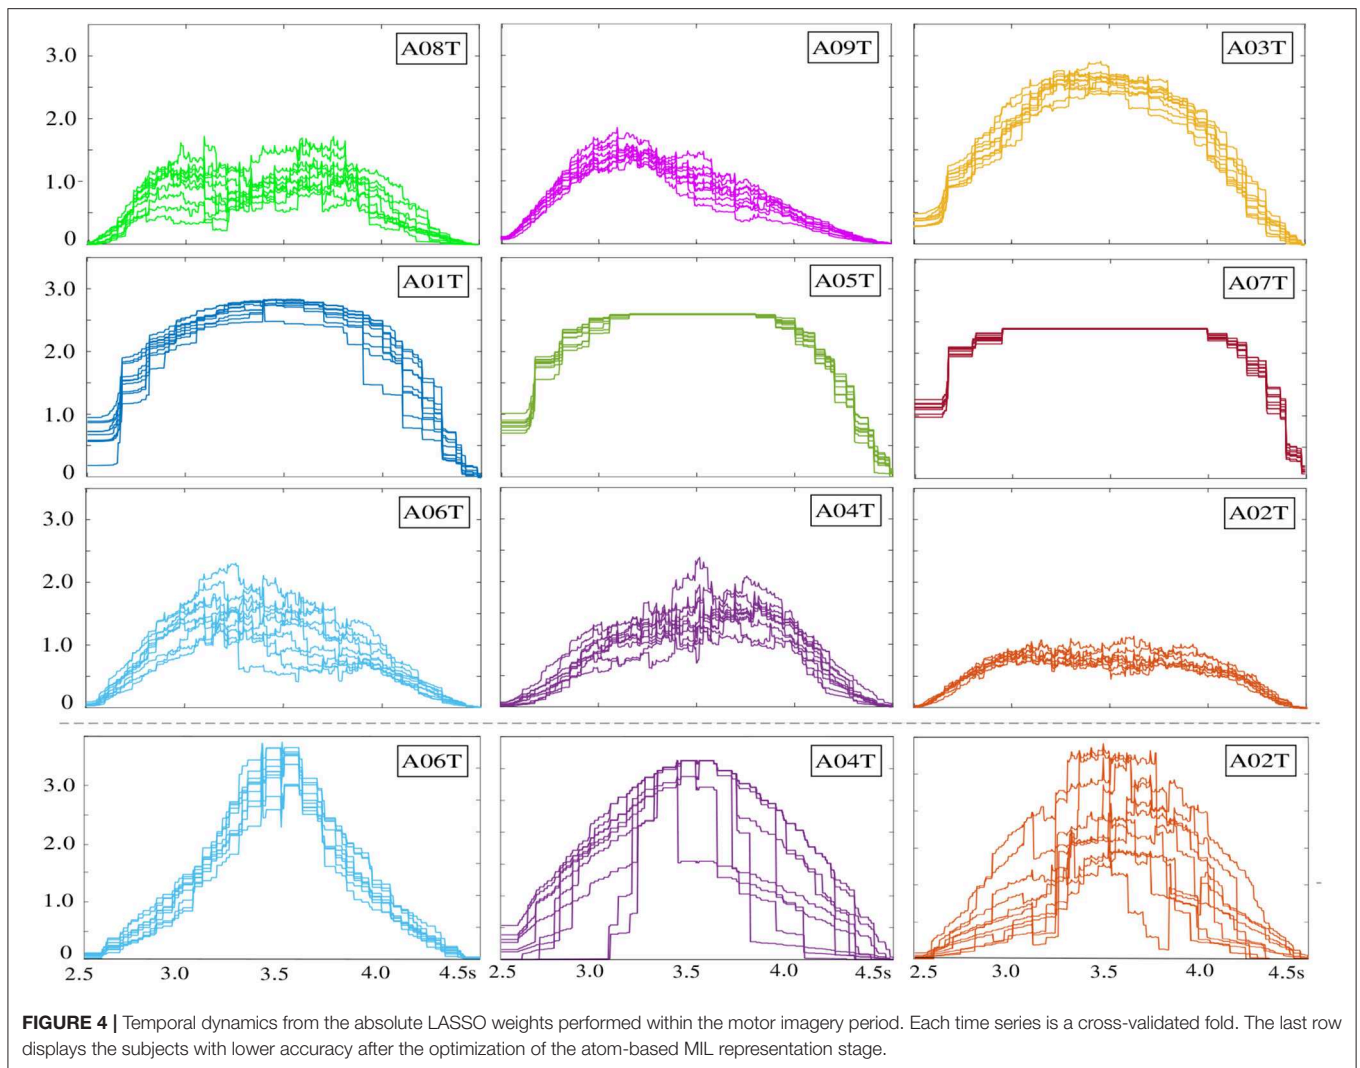 3.0
2.0
1.0
0
A08T
A09T
A03T
3.0
2.0
1.0
0
A01T
A05T
A07T
3.0
2.0
1.0
0
A06T
A04T
A02T
3.0
2.0
1.0
0
A06T
A04T
A02T
2.5 3.0 3.5 4.0 4.5s
2.5 3.0 3.5 4.0 4.5s
2.5 3.0 3.5 4.0 4.5s
FIGURE 4 | Temporal dynamics from the absolute LASSO weights performed within the motor imagery period. Each time series is a cross-validated fold. The last row
displays the subjects with lower accuracy after the optimization of the atom-based MIL representation stage.